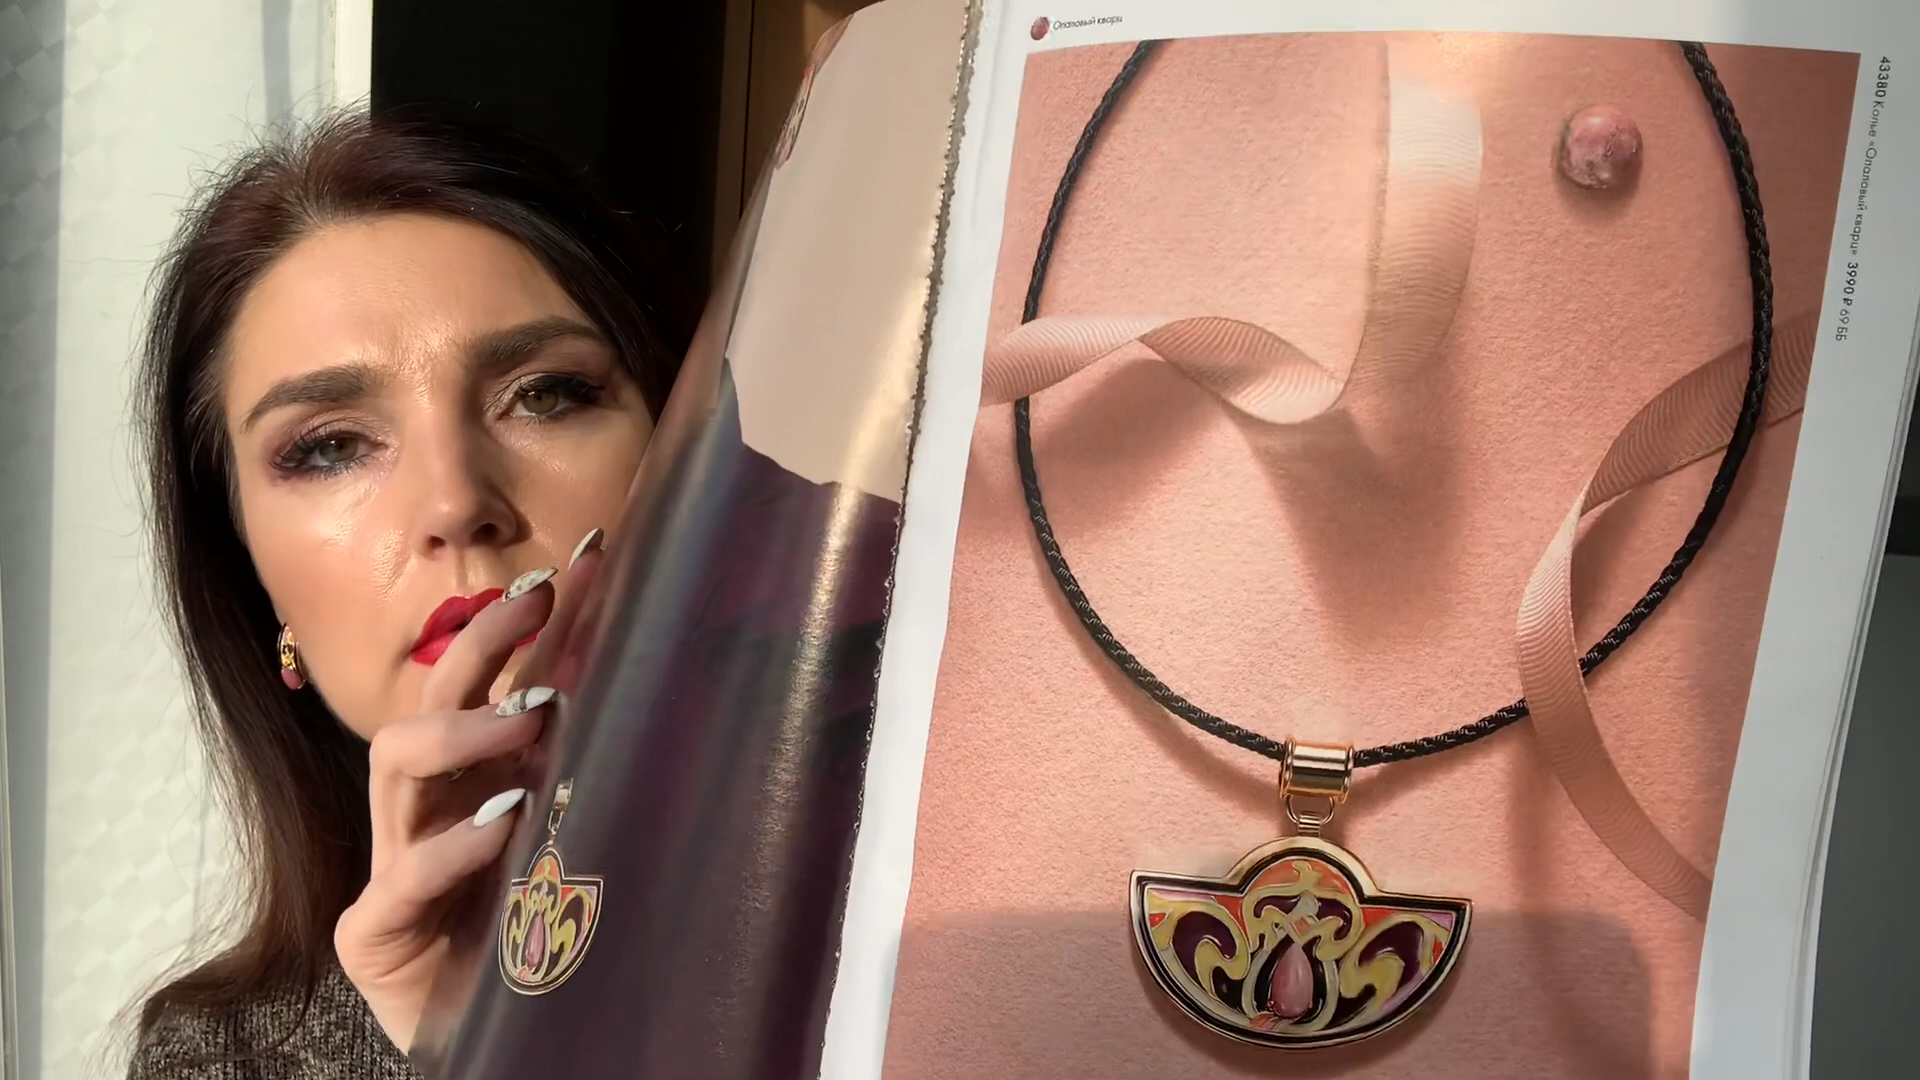 Опаловый кварц
43380 Колье «Опаловый кварц» 3990 ₽ 69 ББ